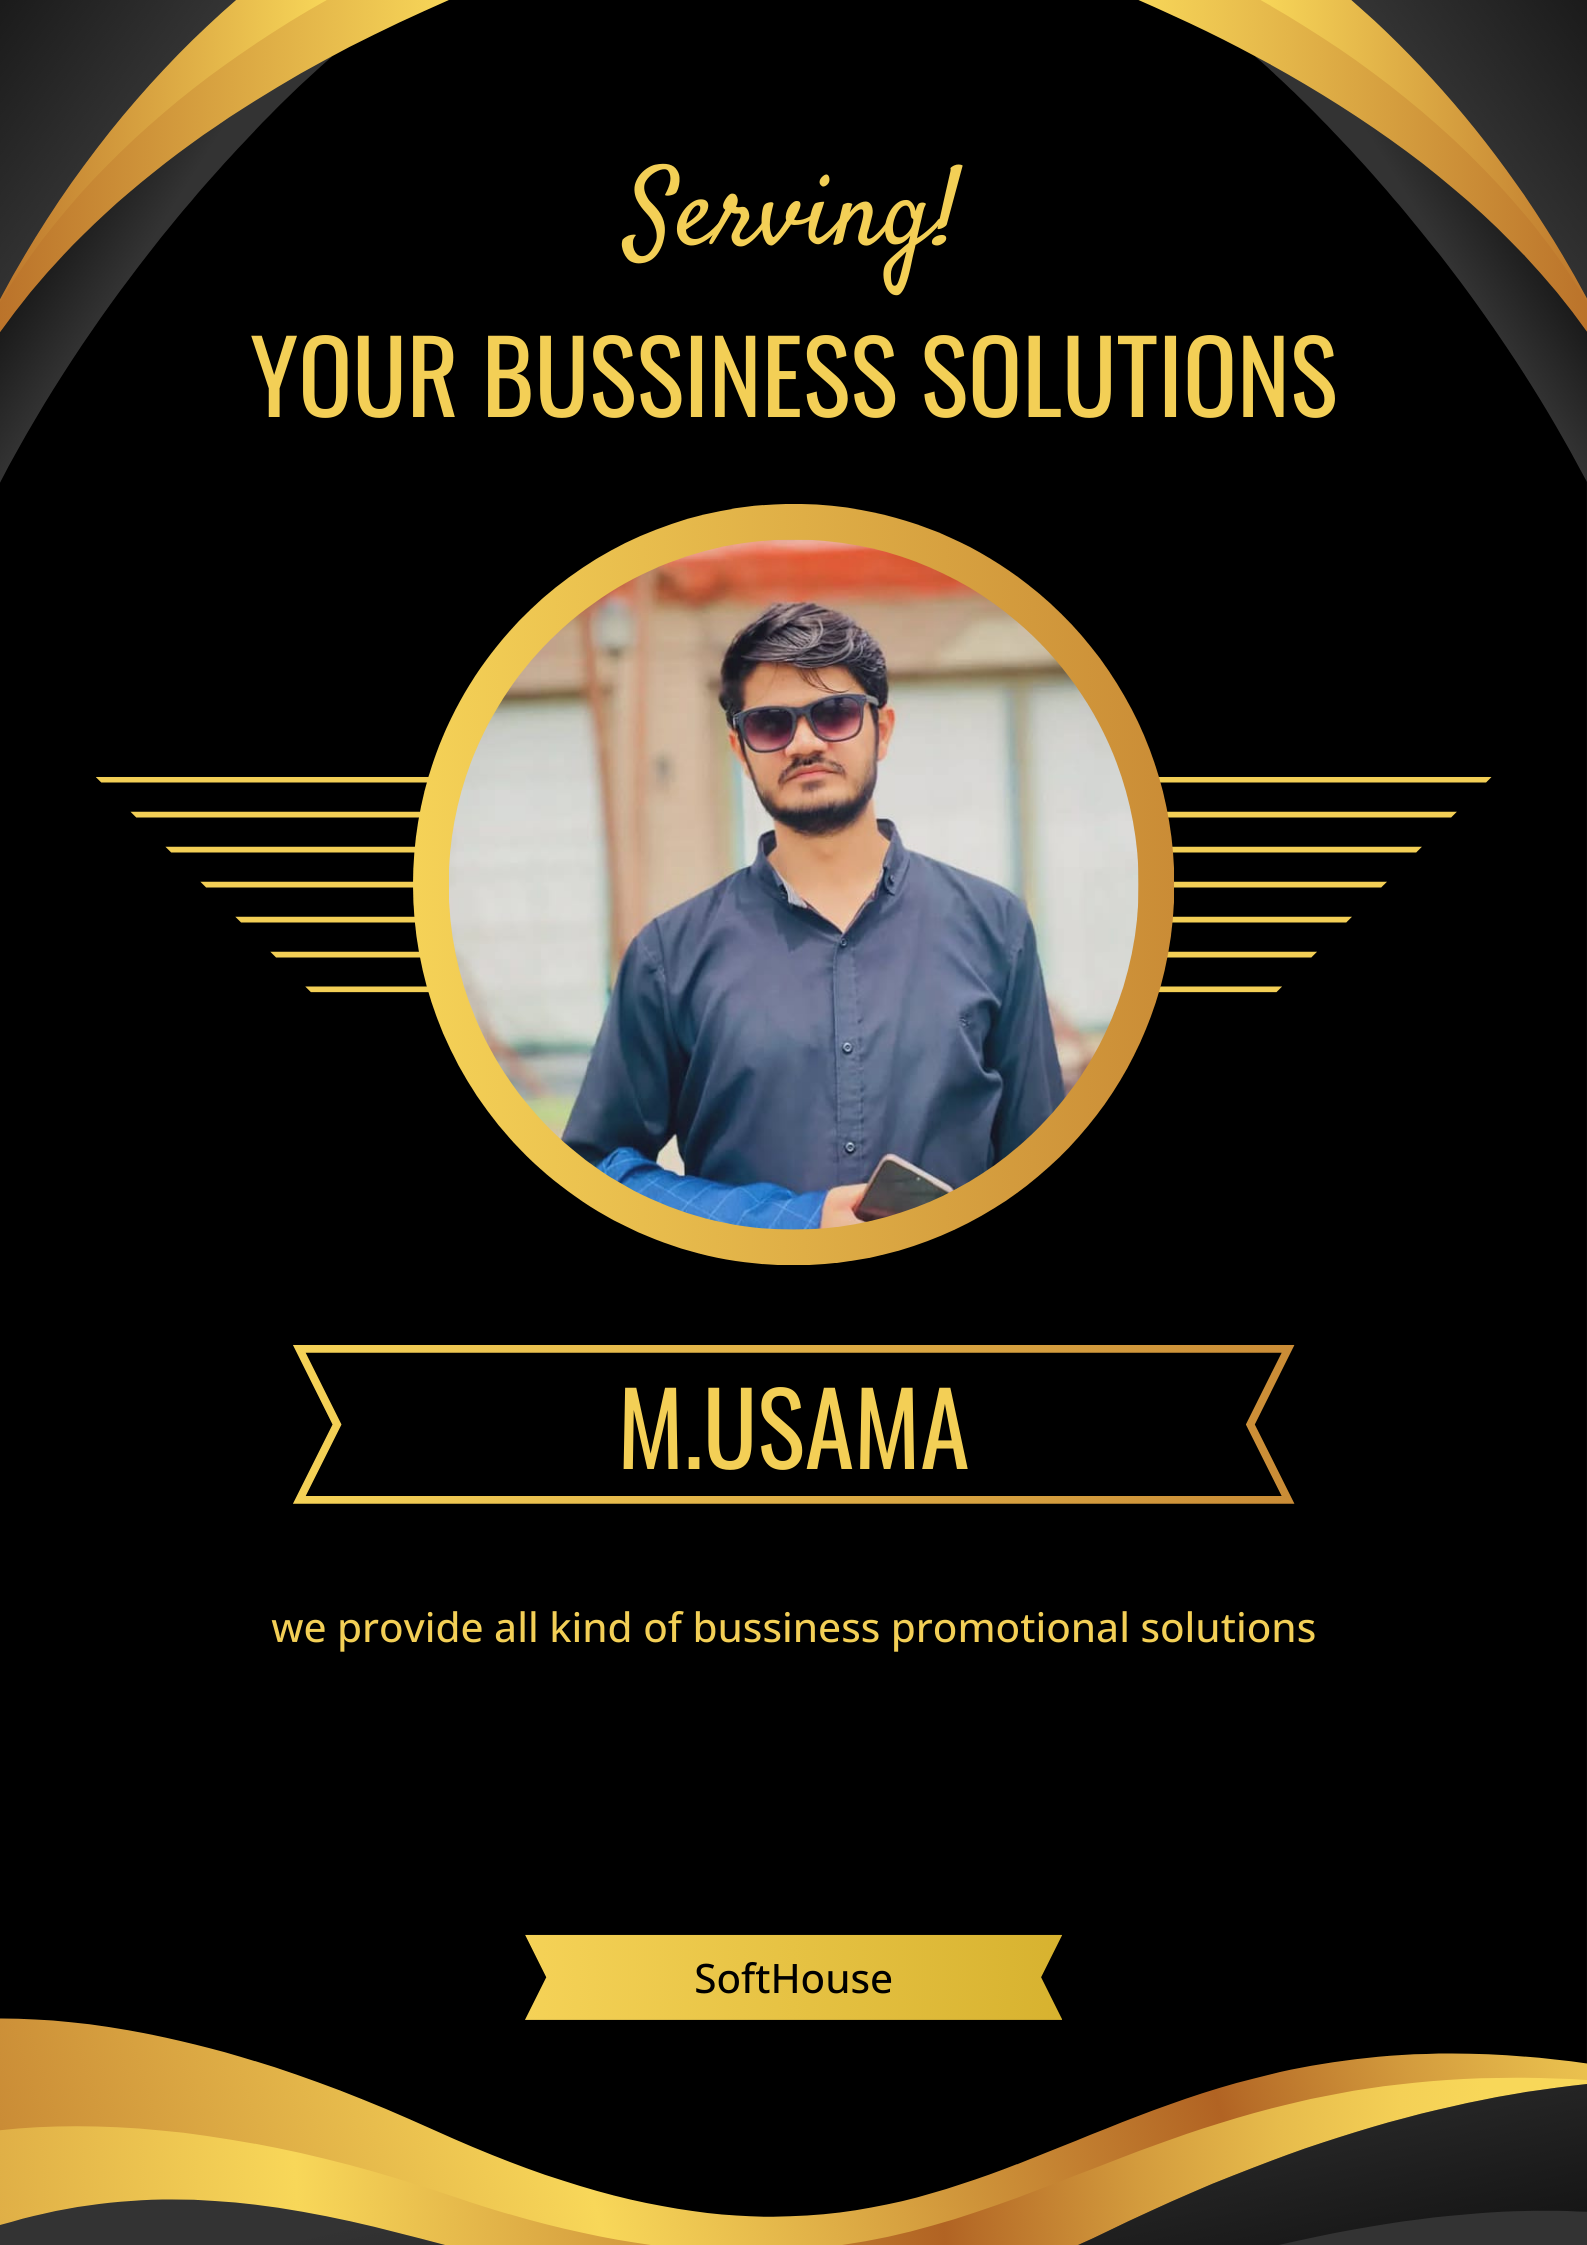 Serving!
YOUR BUSSINESS SOLUTIONS
M.USAMA
we provide all kind of bussiness promotional solutions
SoftHouse